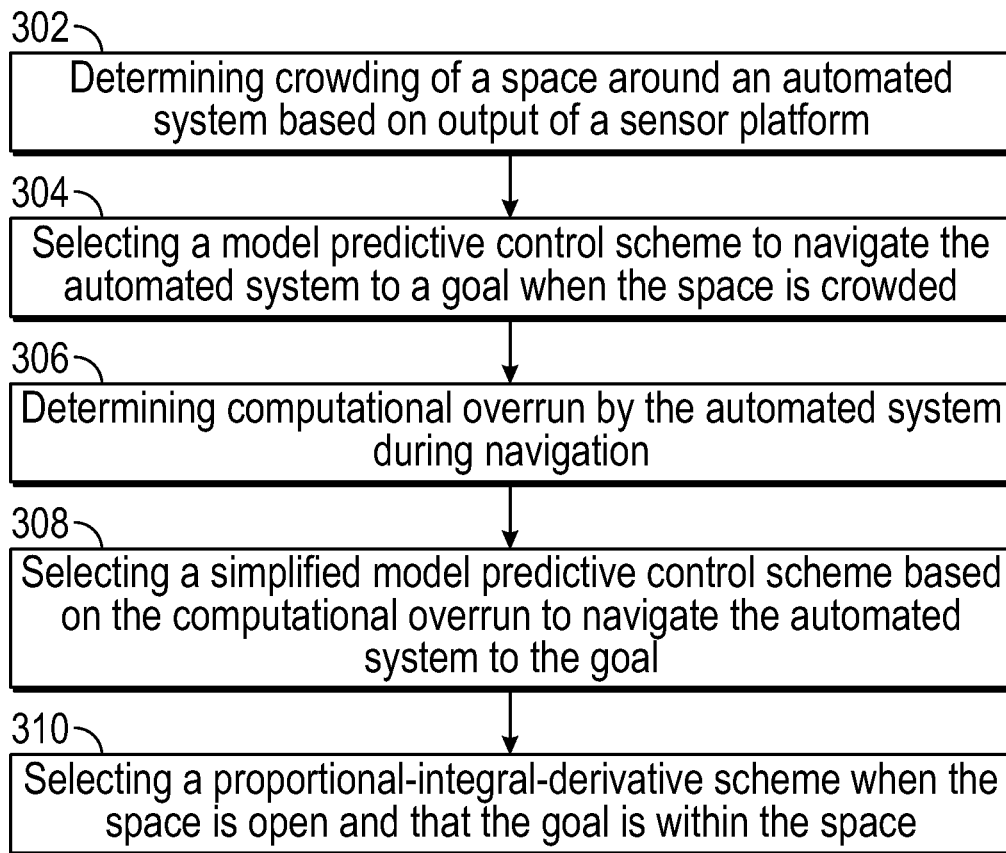 302
Determining crowding of a space around an automated
system based on output of a sensor platform
304
Selecting a model predictive control scheme to navigate the
automated system to a goal when the space is crowded
306
Determining computational overrun by the automated system
during navigation
308
Selecting a simplified model predictive control scheme based
on the computational overrun to navigate the automated
system to the goal
310
Selecting a proportional-integral-derivative scheme when the
space is open and that the goal is within the space